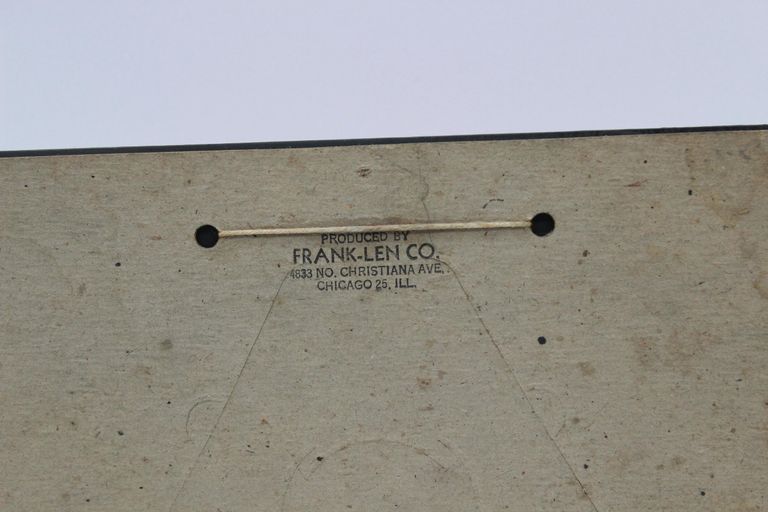 PRODUCED BY
FRANK-LEN CO.
4833 NO. CHRISTIANA AVE.
CHICAGO 25, ILL.